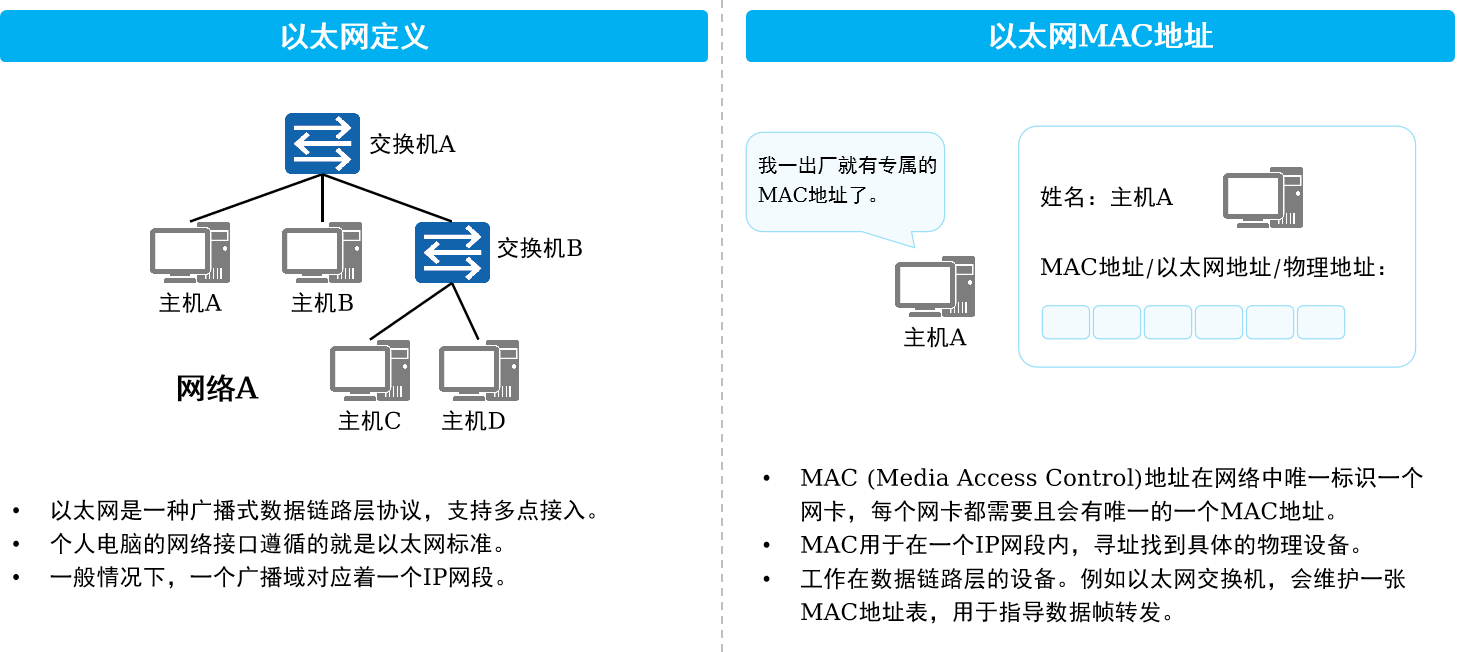 以太网定义
交换机A
交换机B
主机A
主机B
网络A
主机C
主机D
• 以太网是一种广播式数据链路层协议，支持多点接入。
• 个人电脑的网络接口遵循的就是以太网标准。
• 一般情况下，一个广播域对应着一个IP网段。
以太网MAC地址
我一出厂就有专属的
MAC地址了。
主机A
姓名：主机A
MAC地址/以太网地址/物理地址：
• MAC (Media Access Control)地址在网络中唯一标识一个
网卡，每个网卡都需要且会有唯一的一个MAC地址。
• MAC用于在一个IP网段内，寻址找到具体的物理设备。
• 工作在数据链路层的设备。例如以太网交换机，会维护一张
MAC地址表，用于指导数据帧转发。